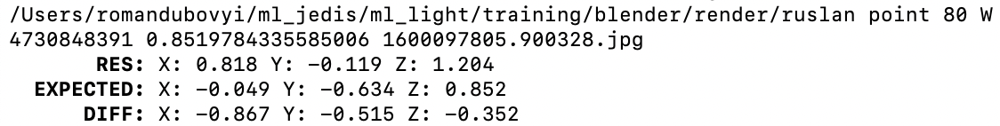 /Users/romandubovyi/ml_jedis/ml_light/training/blender/render/ruslan point 80 W
4730848391 0.8519784335585006 1600097805.900328.jpg
RES: X: 0.818 Y: -0.119 Z: 1.204
EXPECTED: X: -0.049 Y: -0.634 Z: 0.852
DIFF: X: -0.867 Y: -0.515 Z: -0.352